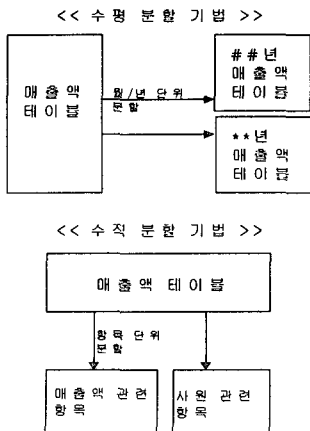 << 수평 분할 기법 >>
매 출 액
테 이 블
월/년 단위
분할
##년
매 출 액
테 이 블
**년
매 출 액
테 이 블
<< 수직 분할 기법 >>
매 출 액 테 이 블
항목 단위
분할
매 출 액 관 련
항목
사 원 관 련
항목